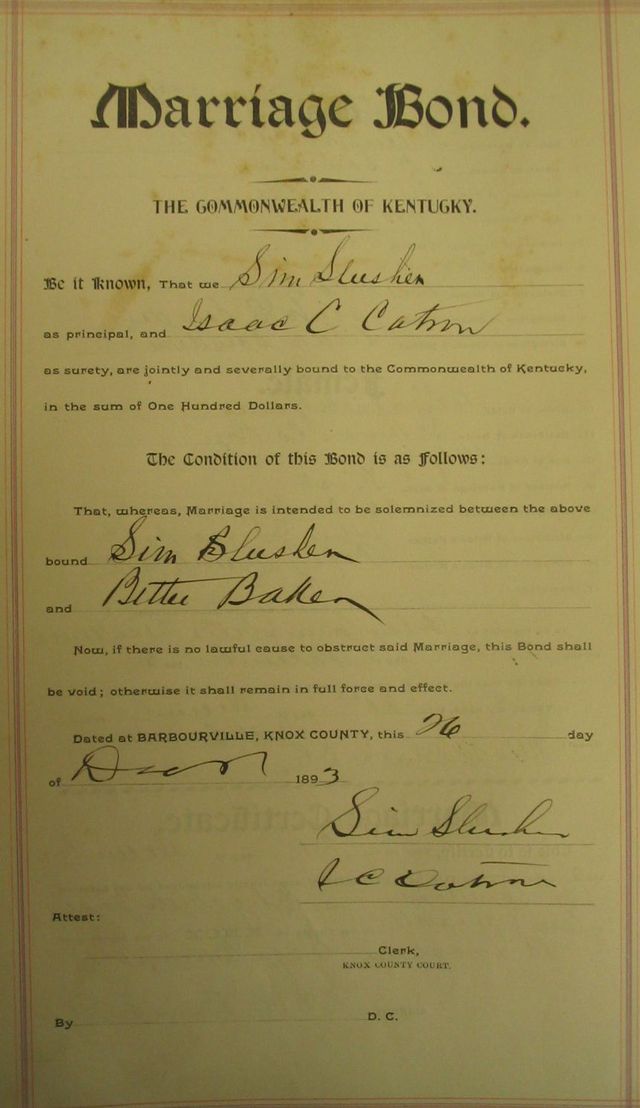 Marriage Bond.
THE COMMONWEALTH OF KENTUCKY.
Be it Known, That we Sim Slusher
as principal, and Isaac C Catron
as surety, are jointly and severally bound to the Commonwealth of Kentucky,
in the sum of One Hundred Dollars.
The Condition of this Bond is as Follows:
That, whereas, Marriage is intended to be solemnized between the above
bound Sim Slusher
and Bettie Baker
Now, if there is no lawful cause to obstruct said Marriage, this Bond shall
be void; otherwise it shall remain in full force and effect.
Dated at BARBOURVILLE, KNOX COUNTY, this 26 day
of 1893
Sim Slusher
I C Catron
Attest:
Clerk,
KNOX COUNTY COURT.
By D. C.